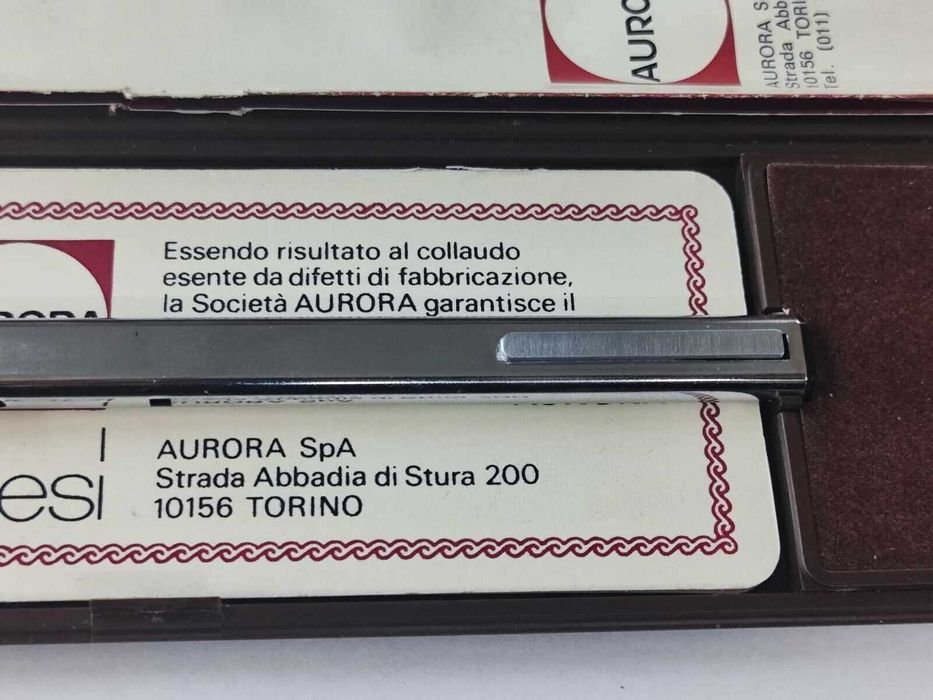 AURO
AURORA S
Strada Abb
10156 TORI
Tel. (011)
Essendo risultato al collaudo
esente da difetti di fabbricazione,
la Società AURORA garantisce il
RORA
esi
AURORA SpA
Strada Abbadia di Stura 200
10156 TORINO